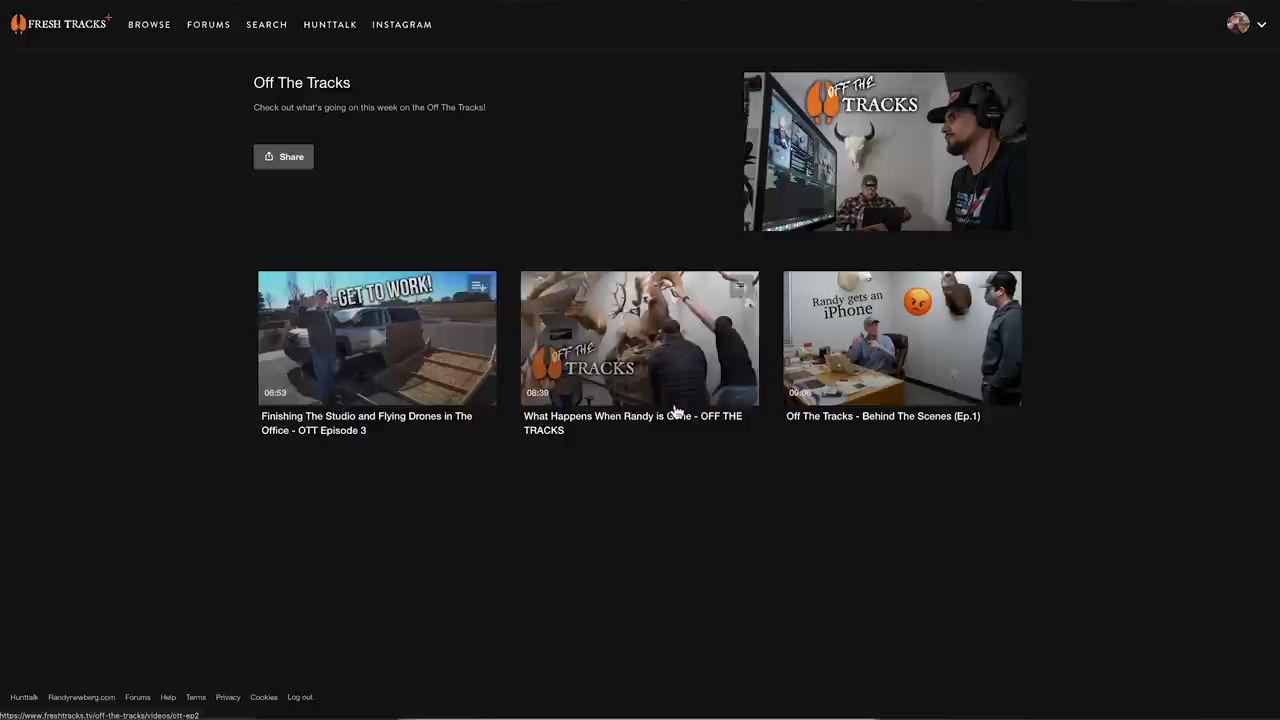 FRESH TRACKS+
BROWSE
FORUMS
SEARCH
HUNTTALK
INSTAGRAM
Off The Tracks
Check out what's going on this week on the Off The Tracks!
Share
OFF THE
TRACKS
-GET TO WORK!
06:53
Finishing The Studio and Flying Drones in The
Office - OTT Episode 3
OFF THE
TRACKS
08:39
What Happens When Randy is Gone - OFF THE
TRACKS
Randy gets an
iPhone
09:06
Off The Tracks - Behind The Scenes (Ep.1)
Hunttalk
Randynewberg.com
Forums
Help
Terms
Privacy
Cookies
Log out
https://www.freshtracks.tv/off-the-tracks/videos/ott-ep2